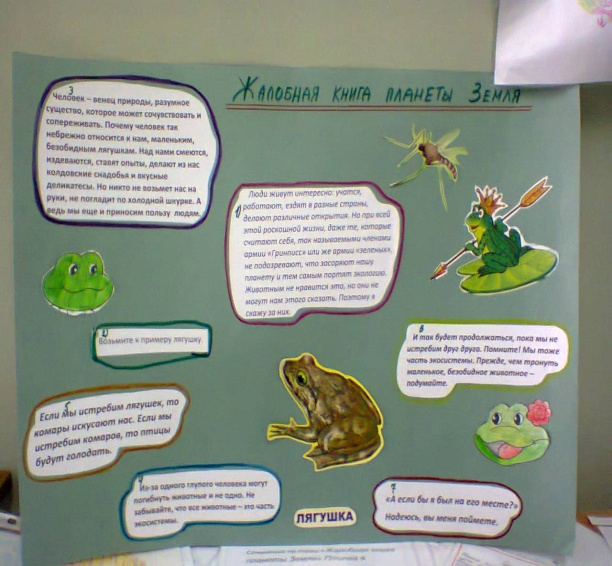 Жалобная книга планеты Земля
3
Человек – венец природы, разумное
существо, которое может сочувствовать и
сопереживать. Почему человек так
небрежно относится к нам, маленьким,
безобидным лягушкам. Над нами смеются,
издеваются, ставят опыты, делают из нас
колдовские снадобья и вкусные
деликатесы. Но никто не возьмет нас на
руки, не погладит по холодной шкурке. А
ведь мы еще и приносим пользу людям.
1)
Люди живут интересно: учатся,
работают, ездят в разные страны,
делают различные открытия. Но при всей
этой роскошной жизни, даже те, которые
считают себя, так называемыми членами
армии «Гринписс» или же армии «зеленых»,
не подозревают, что засоряют нашу
планету и тем самым портят экологию.
Животным не нравится это, но они не
могут нам этого сказать. Поэтому я
скажу за них.
Возьмите к примеру лягушку.
И так будет продолжаться, пока мы не
истребим друг друга. Помните! Мы тоже
часть экосистемы. Прежде, чем тронуть
маленькое, безобидное животное –
подумайте.
Если мы истребим лягушек, то
комары искусают нас. Если мы
истребим комаров, то птицы
будут голодать.
Из-за одного глупого человека могут
погибнуть животные и не одно. Не
забывайте, что все животные – это часть
экосистемы.
7
«А если бы я был на его месте?»
Надеюсь, вы меня поймете.
ЛЯГУШКА